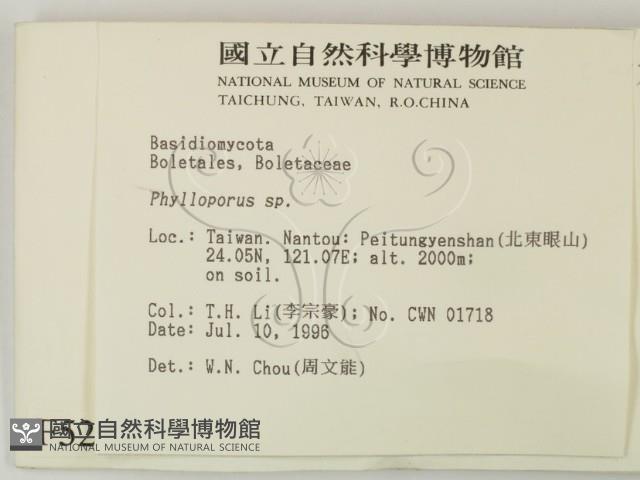 國立自然科學博物館
NATIONAL MUSEUM OF NATURAL SCIENCE
TAICHUNG, TAIWAN, R.O.CHINA
Basidiomycota
Boletales, Boletaceae
Phylloporus sp.
Loc.: Taiwan. Nantou: Peitungyenshan(北東眼山)
24.05N, 121.07E; alt. 2000m;
on soil.
Col.: T.H. Li(李宗豪); No. CWN 01718
Date: Jul. 10, 1996
Det.: W.N. Chou(周文能)
52
國立自然科學博物館
NATIONAL MUSEUM OF NATURAL SCIENCE